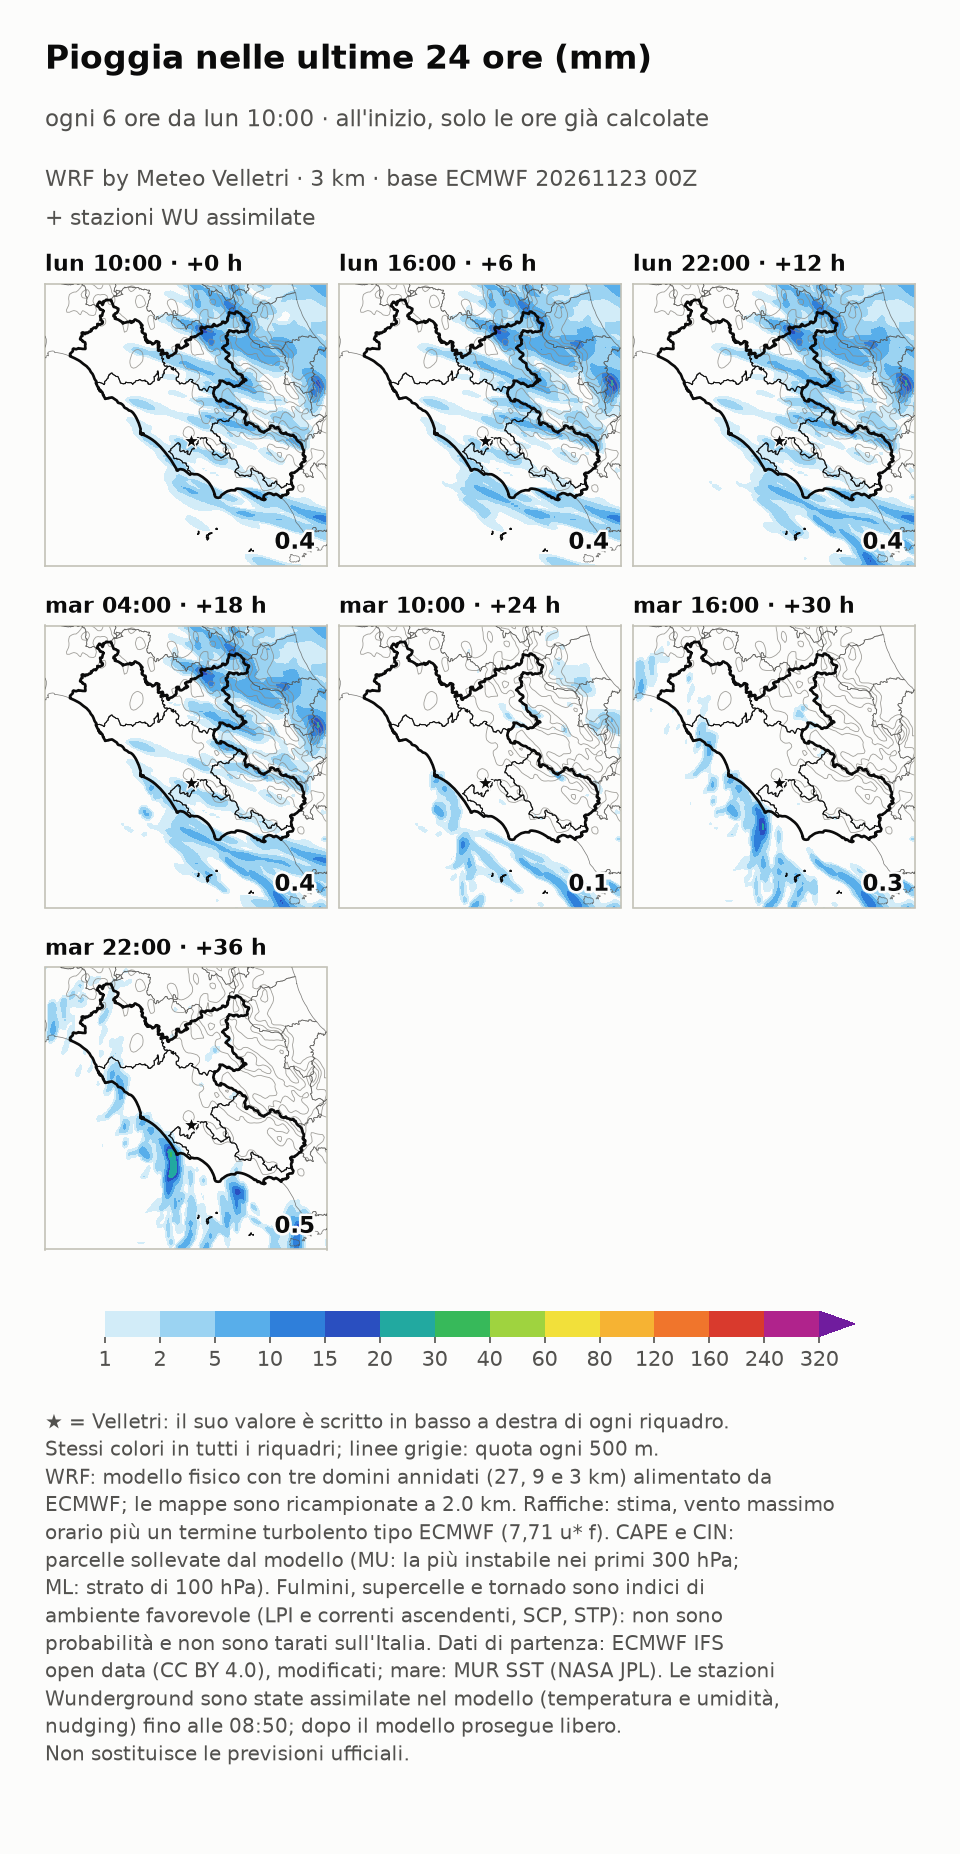 Pioggia nelle ultime 24 ore (mm)
ogni 6 ore da lun 10:00 · all'inizio, solo le ore già calcolate
WRF by Meteo Velletri · 3 km · base ECMWF 20261123 00Z
+ stazioni WU assimilate
lun 10:00 · +0 h
lun 16:00 · +6 h
lun 22:00 · +12 h
0.4
0.4
0.4
mar 04:00 · +18 h
mar 10:00 · +24 h
mar 16:00 · +30 h
0.4
0.1
0.3
mar 22:00 · +36 h
0.5
1 2 5 10 15 20 30 40 60 80 120 160 240 320
★ = Velletri: il suo valore è scritto in basso a destra di ogni riquadro.
Stessi colori in tutti i riquadri; linee grigie: quota ogni 500 m.
WRF: modello fisico con tre domini annidati (27, 9 e 3 km) alimentato da
ECMWF; le mappe sono ricampionate a 2.0 km. Raffiche: stima, vento massimo
orario più un termine turbolento tipo ECMWF (7,71 u* f). CAPE e CIN:
parcelle sollevate dal modello (MU: la più instabile nei primi 300 hPa;
ML: strato di 100 hPa). Fulmini, supercelle e tornado sono indici di
ambiente favorevole (LPI e correnti ascendenti, SCP, STP): non sono
probabilità e non sono tarati sull'Italia. Dati di partenza: ECMWF IFS
open data (CC BY 4.0), modificati; mare: MUR SST (NASA JPL). Le stazioni
Wunderground sono state assimilate nel modello (temperatura e umidità,
nudging) fino alle 08:50; dopo il modello prosegue libero.
Non sostituisce le previsioni ufficiali.